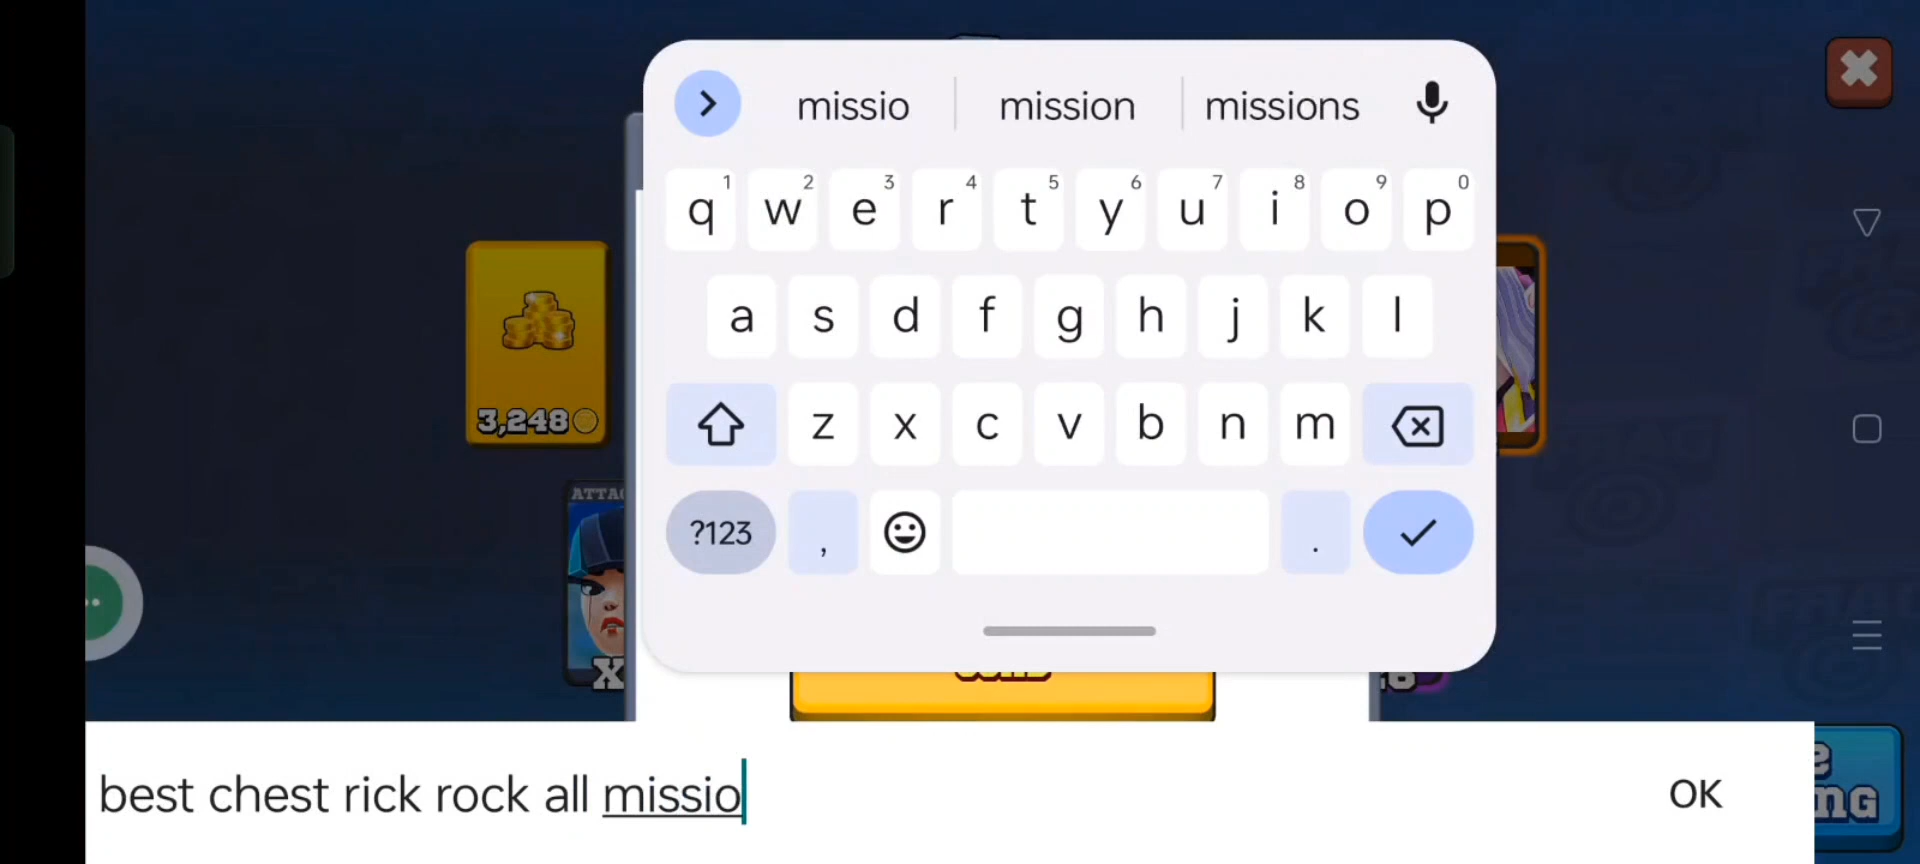 missio mission missions
q 1 w 2 e 3 r 4 t 5 y 6 u 7 i 8 o 9 p 0
a s d f g h j k l
z x c v b n m
?123 , .
3,248
best chest rick rock all missio
OK